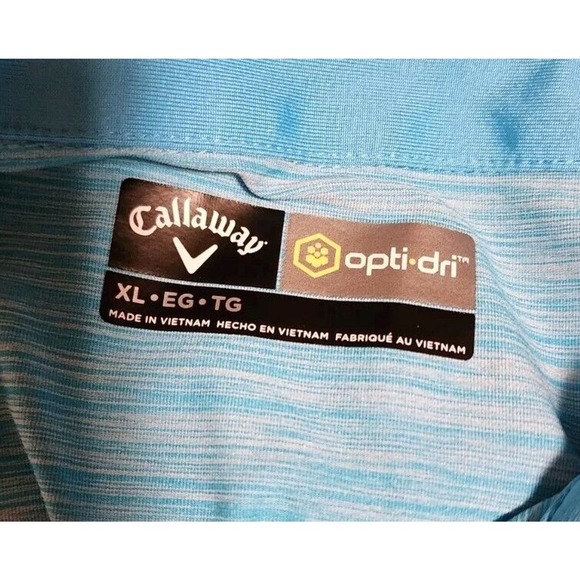 Callaway
opti·dri™
XL•EG•TG
MADE IN VIETNAM HECHO EN VIETNAM FABRIQUÉ AU VIETNAM